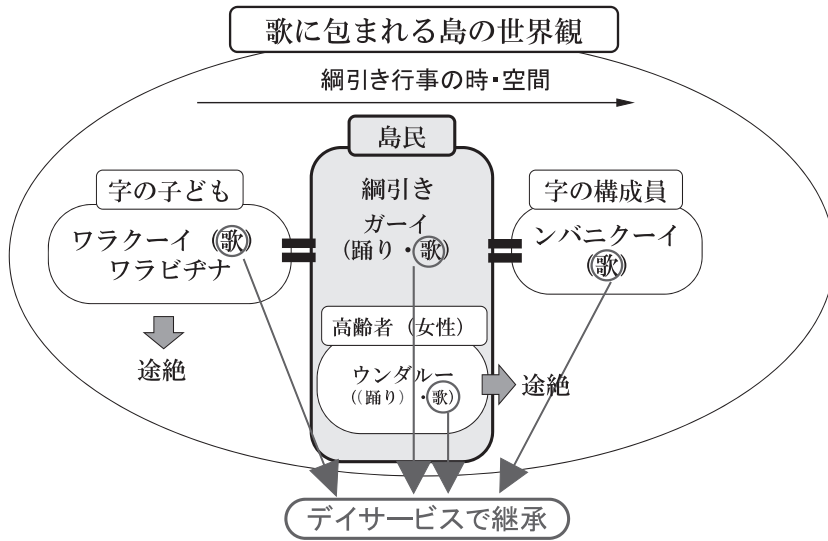 歌に包まれる島の世界観
綱引き行事の時・空間
島民
字の子ども
ワラクーイ (歌)
ワラビヂナ
途絶
綱引き
ガーイ
(踊り・歌)
高齢者 (女性)
ウンダルー
((踊り)・歌)
途絶
字の構成員
ンバニクーイ
(歌)
デイサービスで継承